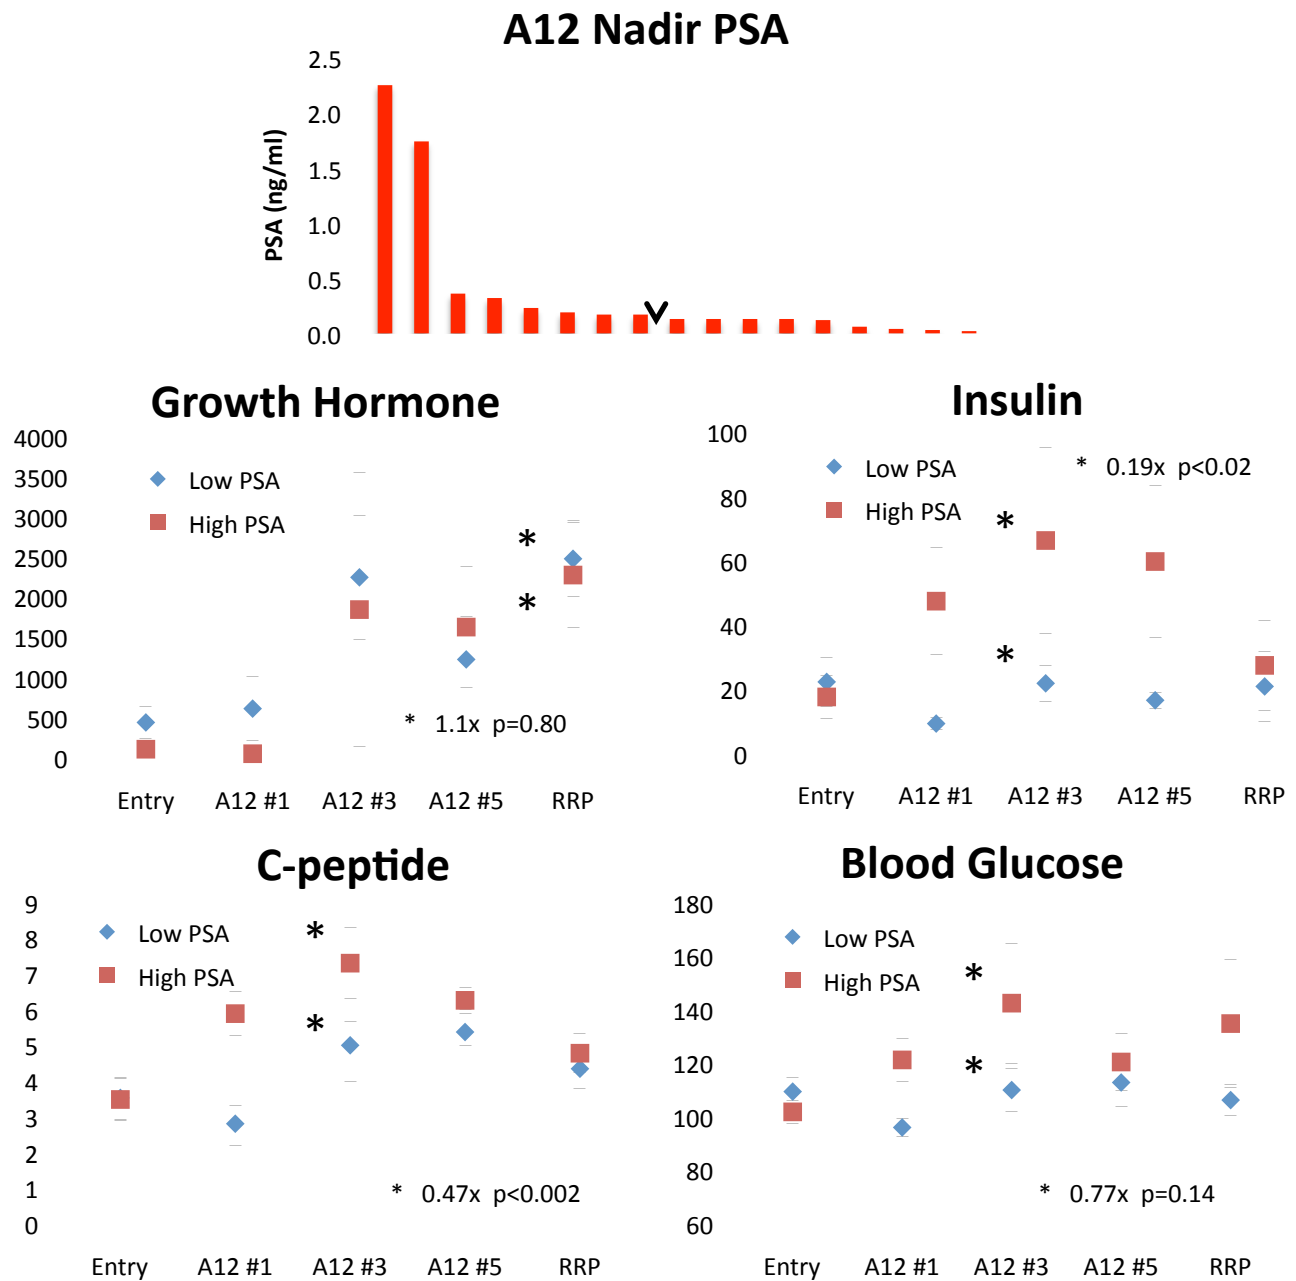 A12 Nadir PSA
PSA (ng/ml)
2.5
2.0
1.5
1.0
0.5
0.0
Growth Hormone
4000
3500
3000
2500
2000
1500
1000
500
0
Low PSA
High PSA
*
*
* 1.1x p=0.80
Entry A12 #1 A12 #3 A12 #5 RRP
Insulin
100
80
60
40
20
0
Low PSA
High PSA
* 0.19x p<0.02
*
*
Entry A12 #1 A12 #3 A12 #5 RRP
C-peptide
9
8
7
6
5
4
3
2
1
0
Low PSA
High PSA
*
*
* 0.47x p<0.002
Entry A12 #1 A12 #3 A12 #5 RRP
Blood Glucose
180
160
140
120
100
80
60
Low PSA
High PSA
*
*
* 0.77x p=0.14
Entry A12 #1 A12 #3 A12 #5 RRP